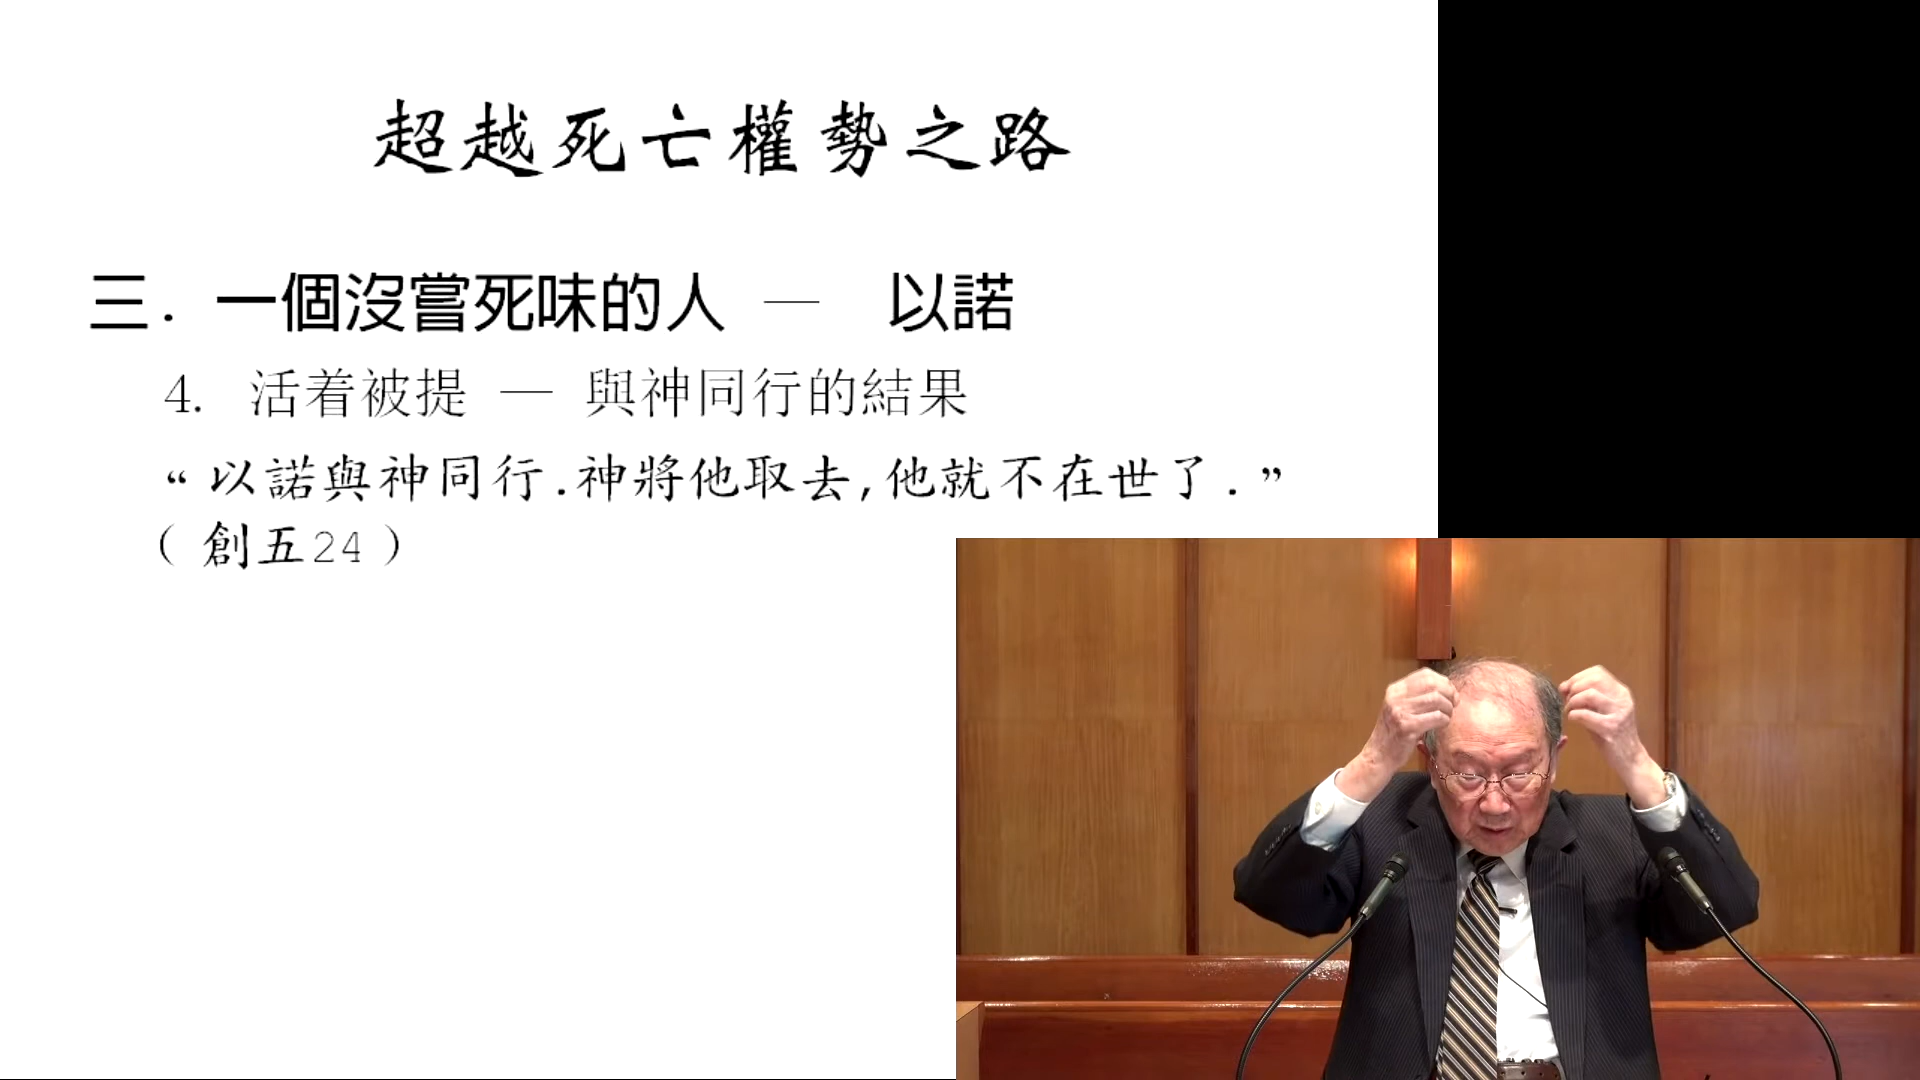 超越死亡權勢之路
三. 一個沒嘗死味的人 — 以諾
4. 活着被提 — 與神同行的結果
“以諾與神同行.神將他取去,他就不在世了.”
(創五24)